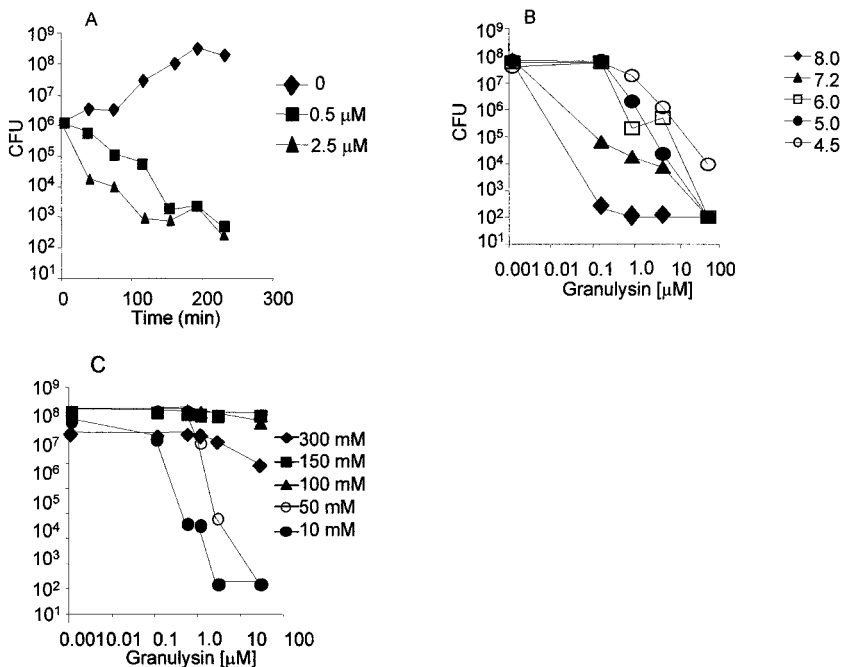 A
10⁹
10⁸
10⁷
10⁶
10⁵
10⁴
10³
10²
10¹
CFU
0 100 200 300
Time (min)
0
0.5 µM
2.5 µM
B
10⁹
10⁸
10⁷
10⁶
10⁵
10⁴
10³
10²
10¹
CFU
0.001 0.01 0.1 1.0 10 100
Granulysin [µM]
8.0
7.2
6.0
5.0
4.5
C
10⁹
10⁸
10⁷
10⁶
10⁵
10⁴
10³
10²
10¹
CFU
0.0010.01 0.1 1.0 10 100
Granulysin [µM]
300 mM
150 mM
100 mM
50 mM
10 mM